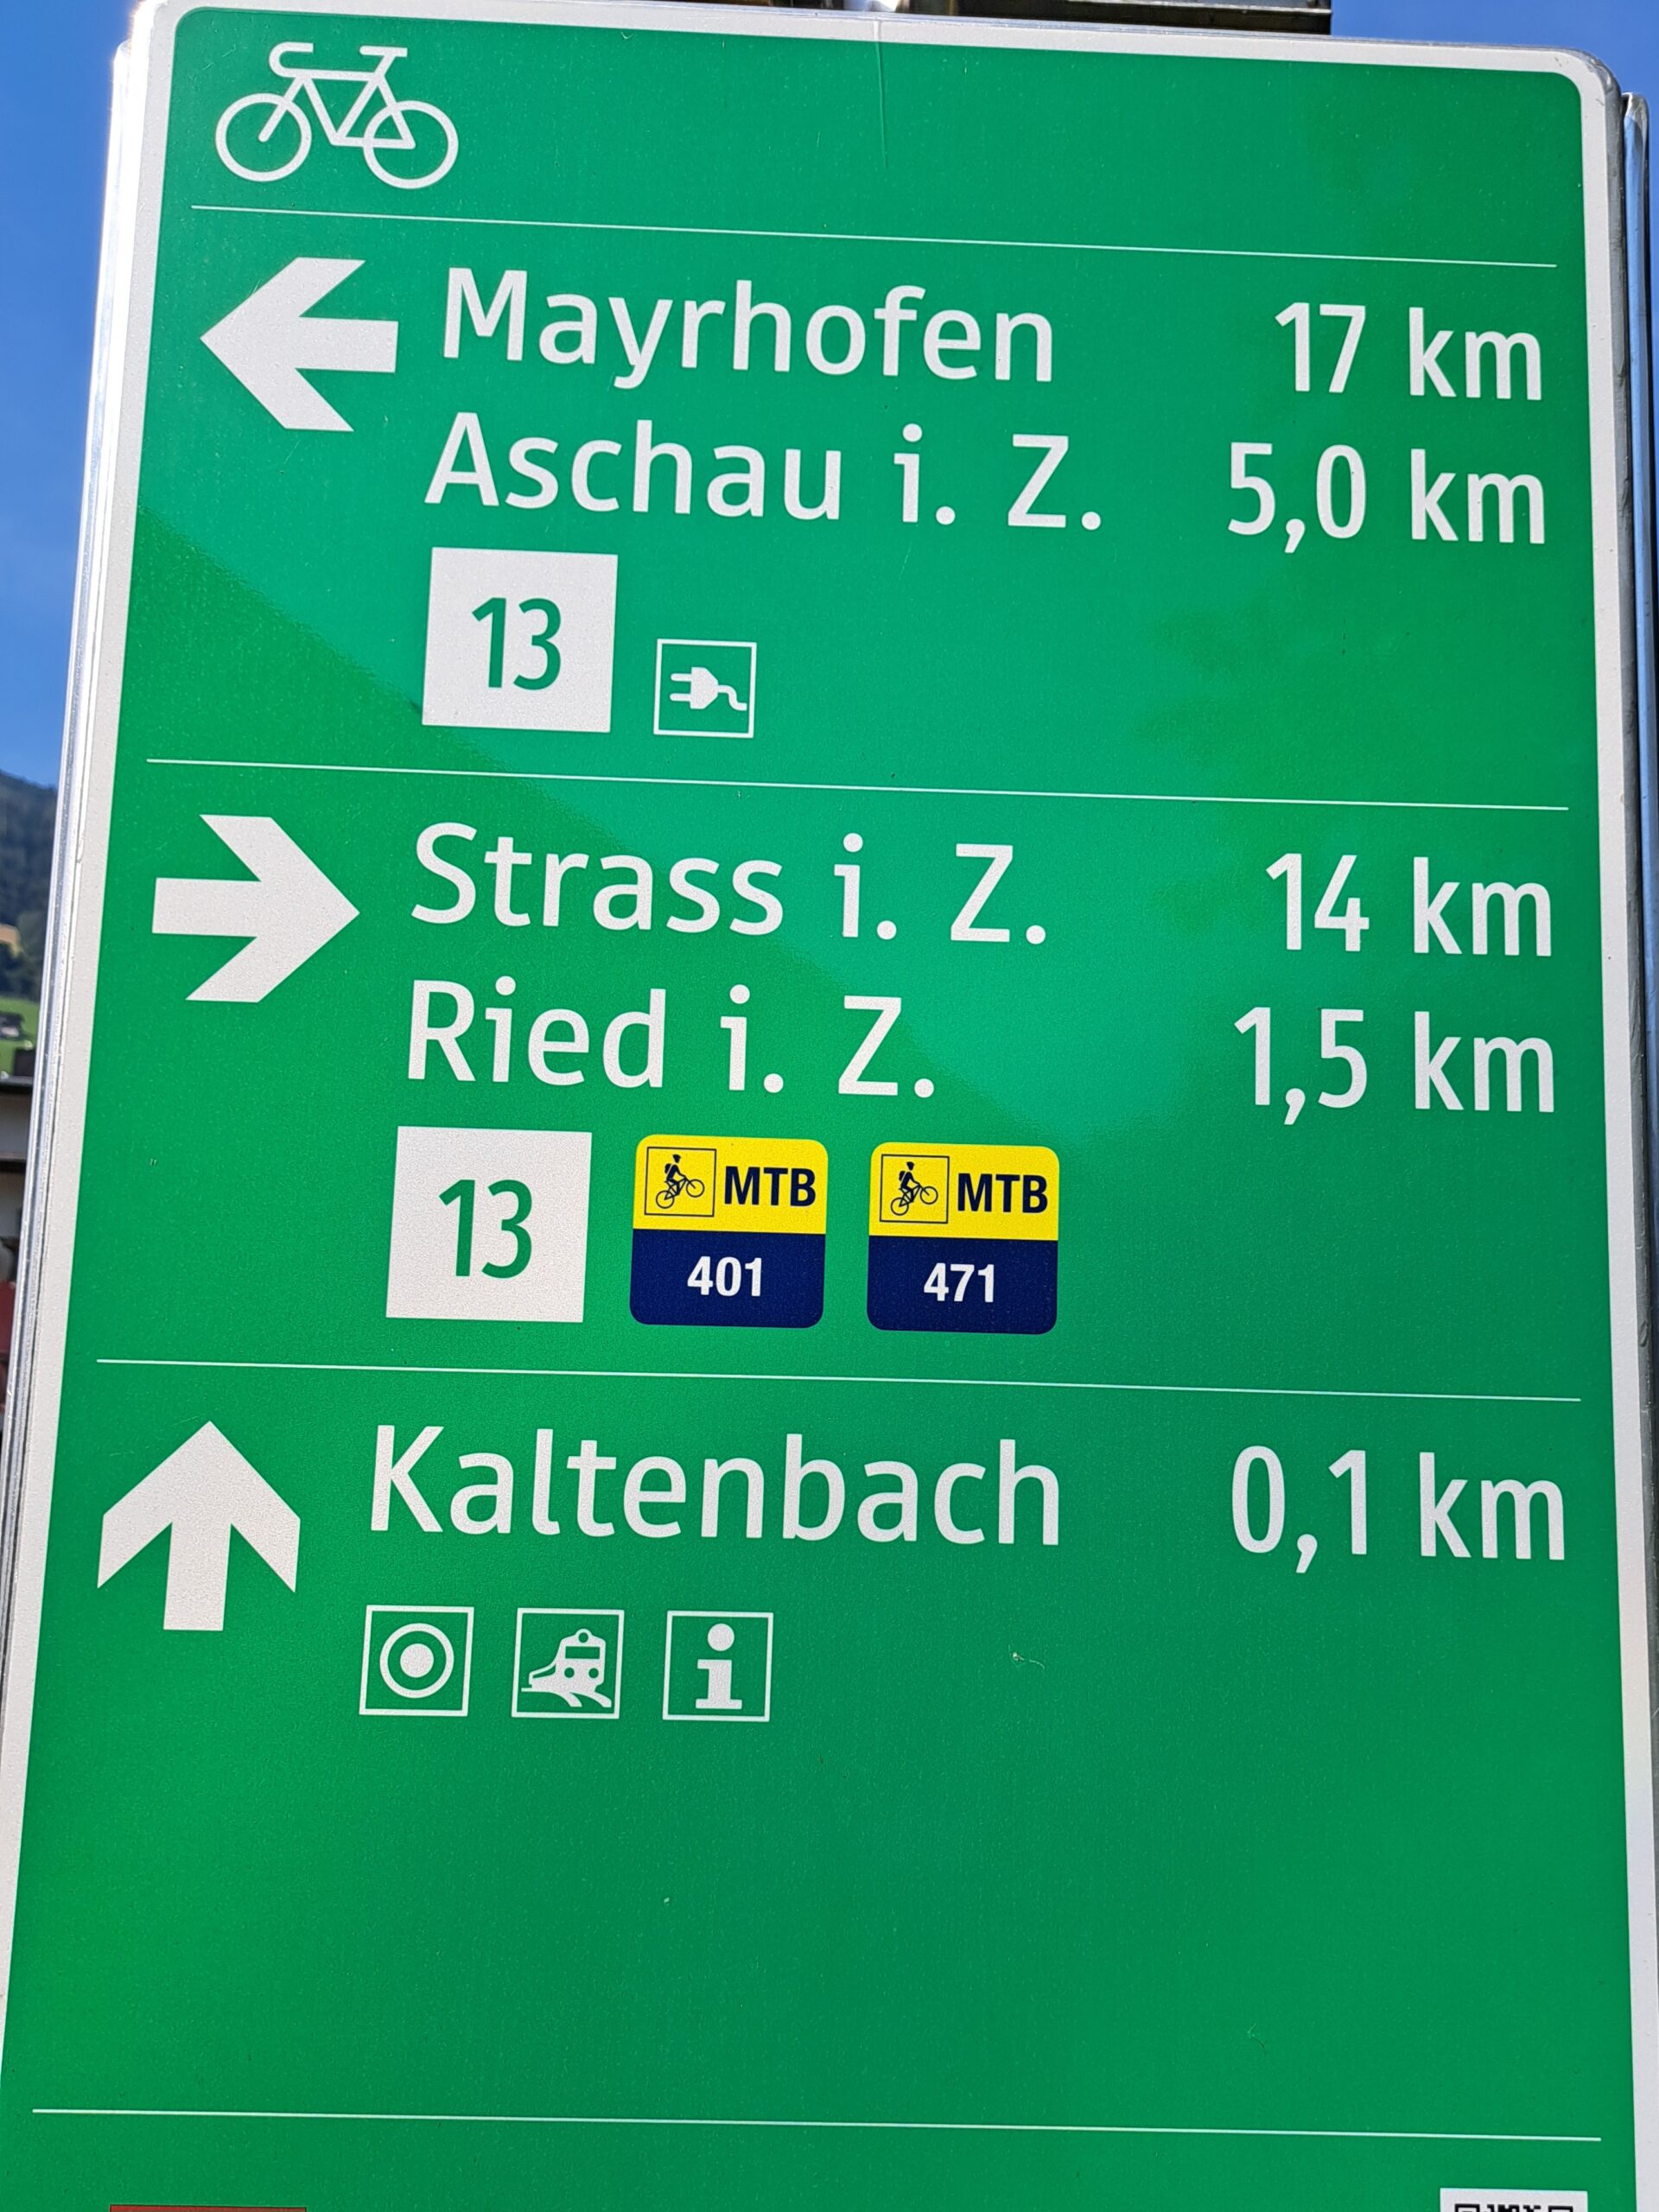 Mayrhofen 17 km
Aschau i. Z. 5,0 km
13
Strass i. Z. 14 km
Ried i. Z. 1,5 km
13 MTB 401 MTB 471
Kaltenbach 0,1 km
i